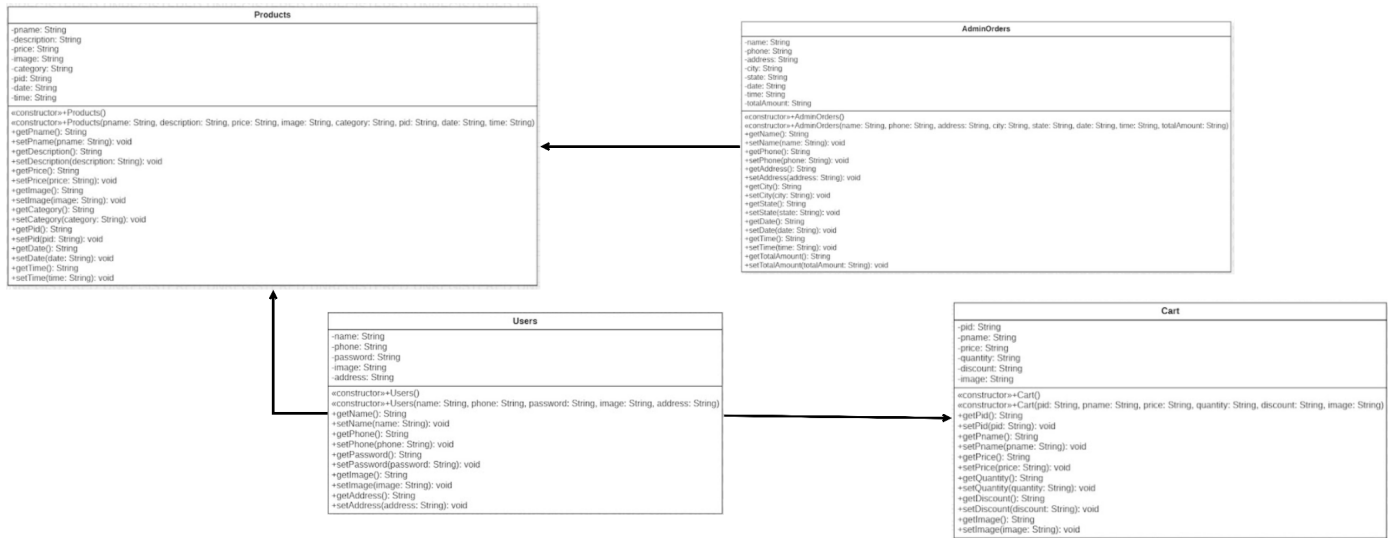 Products
-pname: String
-description: String
-price: String
-image: String
-category: String
-pid: String
-date: String
-time: String
«constructor»+Products()
«constructor»+Products(pname: String, description: String, price: String, image: String, category: String, pid: String, date: String, time: String)
+getPname(): String
+setPname(pname: String): void
+getDescription(): String
+setDescription(description: String): void
+getPrice(): String
+setPrice(price: String): void
+getImage(): String
+setImage(image: String): void
+getCategory(): String
+setCategory(category: String): void
+getPid(): String
+setPid(pid: String): void
+getDate(): String
+setDate(date: String): void
+getTime(): String
+setTime(time: String): void
AdminOrders
-name: String
-phone: String
-address: String
-city: String
-state: String
-date: String
-time: String
-totalAmount: String
«constructor»+AdminOrders()
«constructor»+AdminOrders(name: String, phone: String, address: String, city: String, state: String, date: String, time: String, totalAmount: String)
+getName(): String
+setName(name: String): void
+getPhone(): String
+setPhone(phone: String): void
+getAddress(): String
+setAddress(address: String): void
+getCity(): String
+setCity(city: String): void
+getState(): String
+setState(state: String): void
+getDate(): String
+setDate(date: String): void
+getTime(): String
+setTime(time: String): void
+getTotalAmount(): String
+setTotalAmount(totalAmount: String): void
Users
-name: String
-phone: String
-password: String
-image: String
-address: String
«constructor»+Users()
«constructor»+Users(name: String, phone: String, password: String, image: String, address: String)
+getName(): String
+setName(name: String): void
+getPhone(): String
+setPhone(phone: String): void
+getPassword(): String
+setPassword(password: String): void
+getImage(): String
+setImage(image: String): void
+getAddress(): String
+setAddress(address: String): void
Cart
-pid: String
-pname: String
-price: String
-quantity: String
-discount: String
-image: String
«constructor»+Cart()
«constructor»+Cart(pid: String, pname: String, price: String, quantity: String, discount: String, image: String)
+getPid(): String
+setPid(pid: String): void
+getPname(): String
+setPname(pname: String): void
+getPrice(): String
+setPrice(price: String): void
+getQuantity(): String
+setQuantity(quantity: String): void
+getDiscount(): String
+setDiscount(discount: String): void
+getImage(): String
+setImage(image: String): void